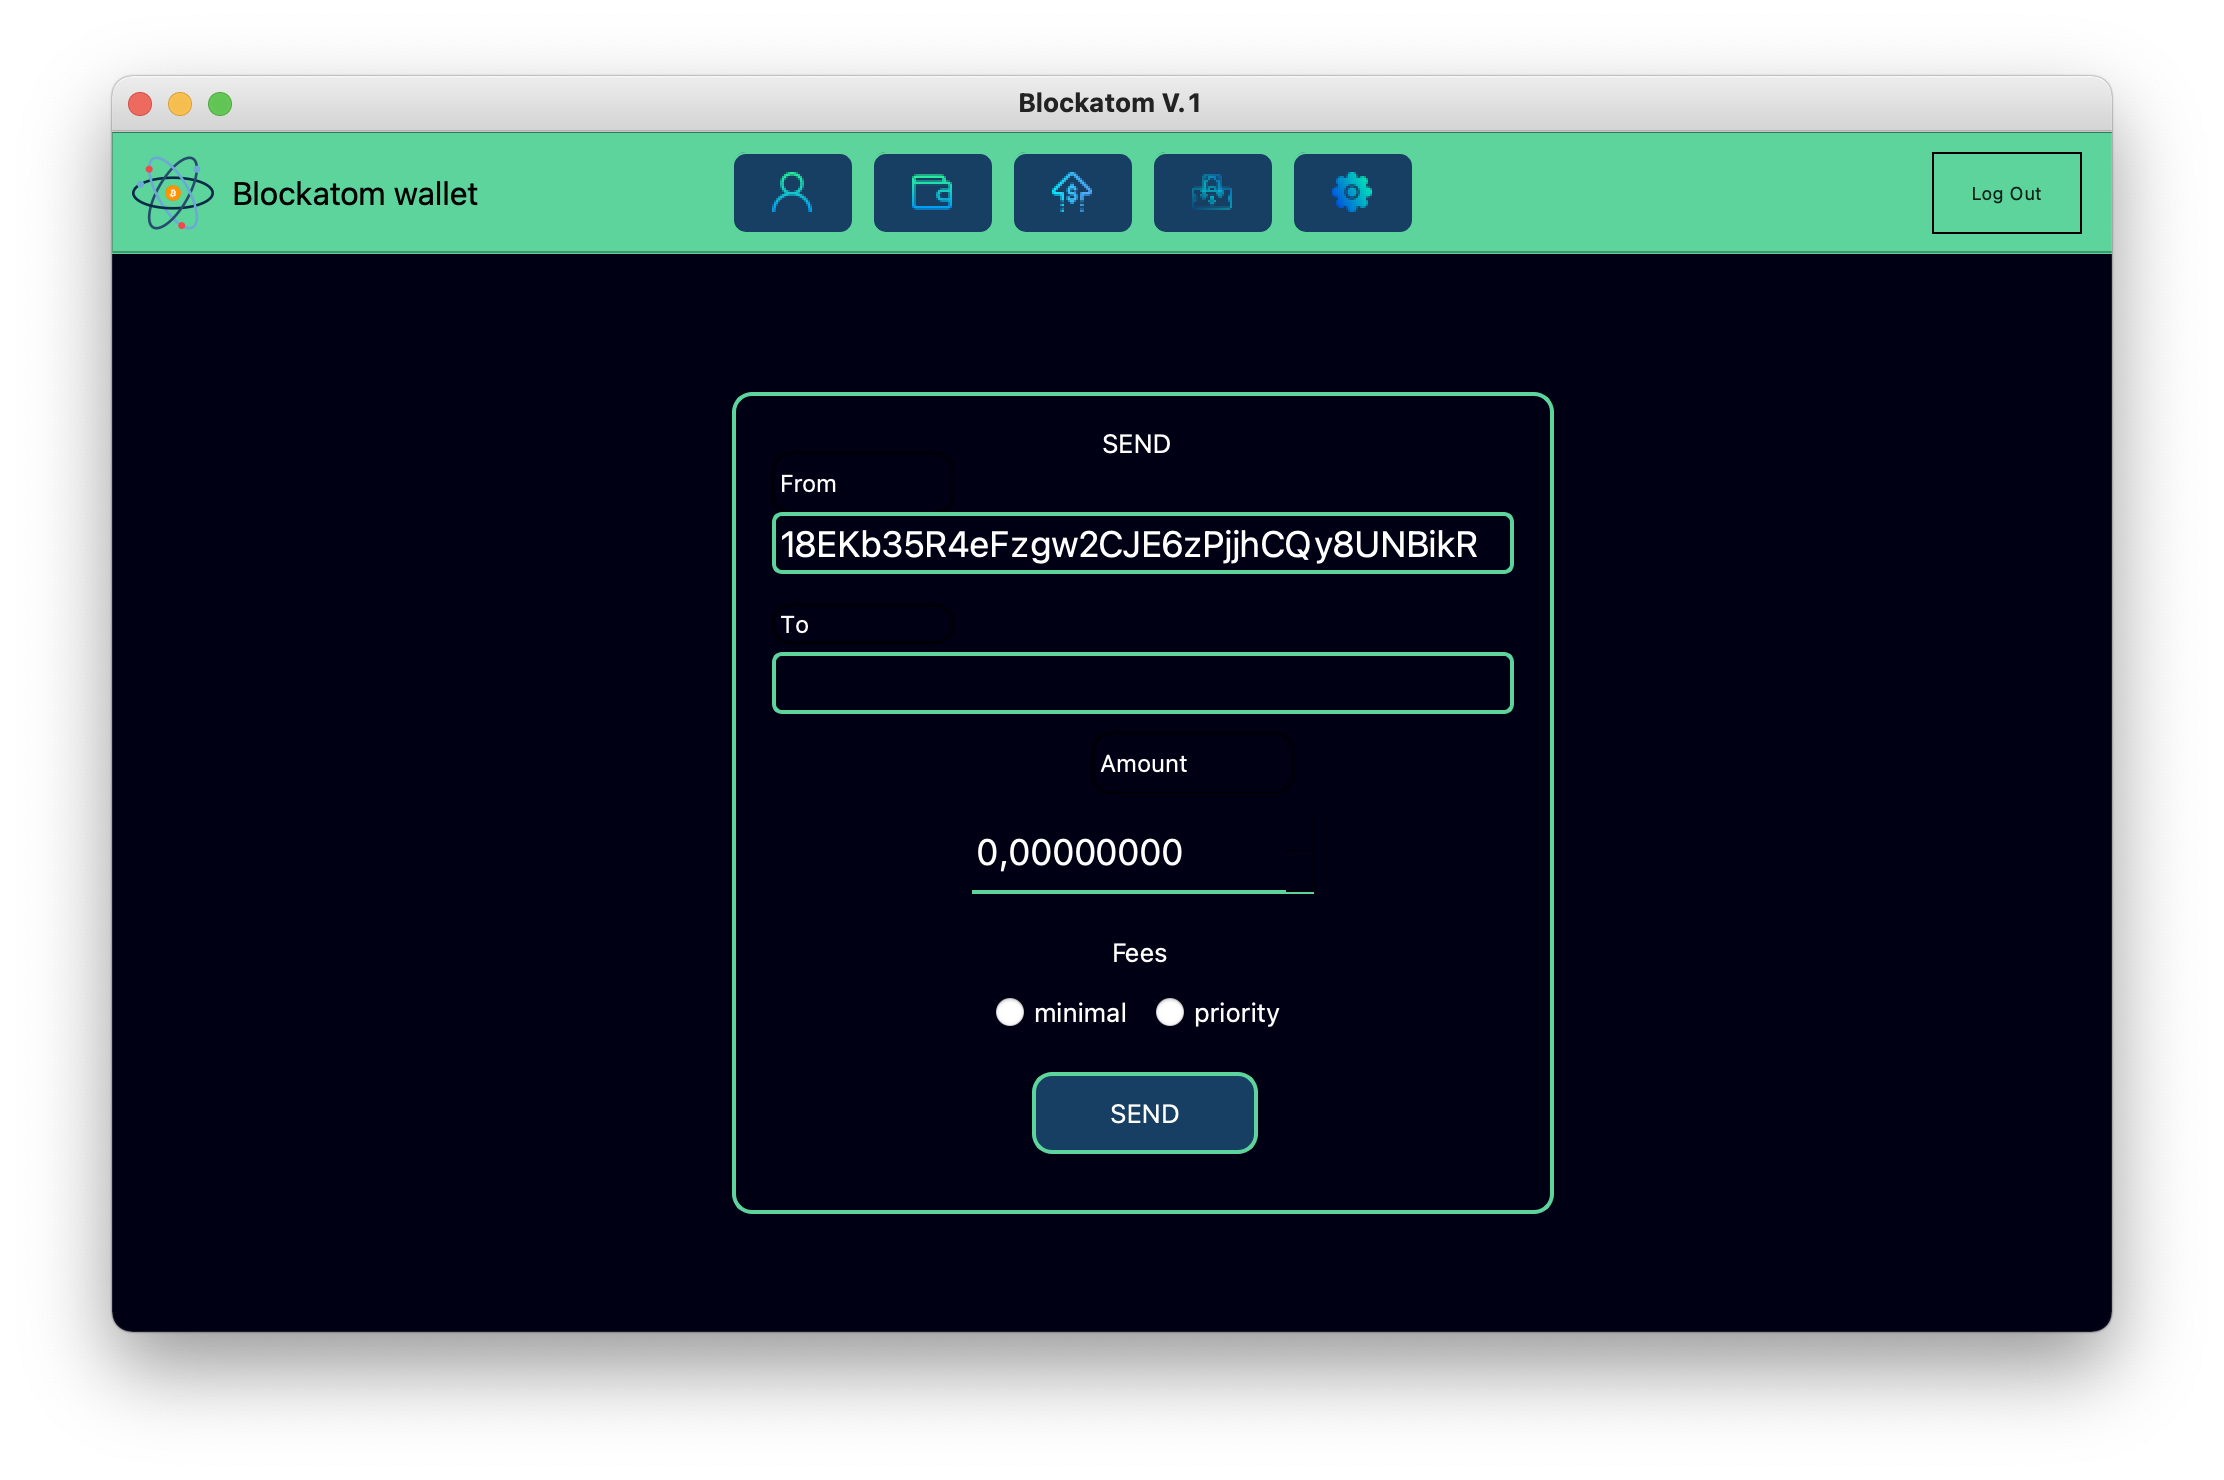 Blockatom V.1
Blockatom wallet
Log Out
SEND
From
18EKb35R4eFzgw2CJE6zPjjhCQy8UNBikR
To
Amount
0,00000000
Fees
minimal priority
SEND